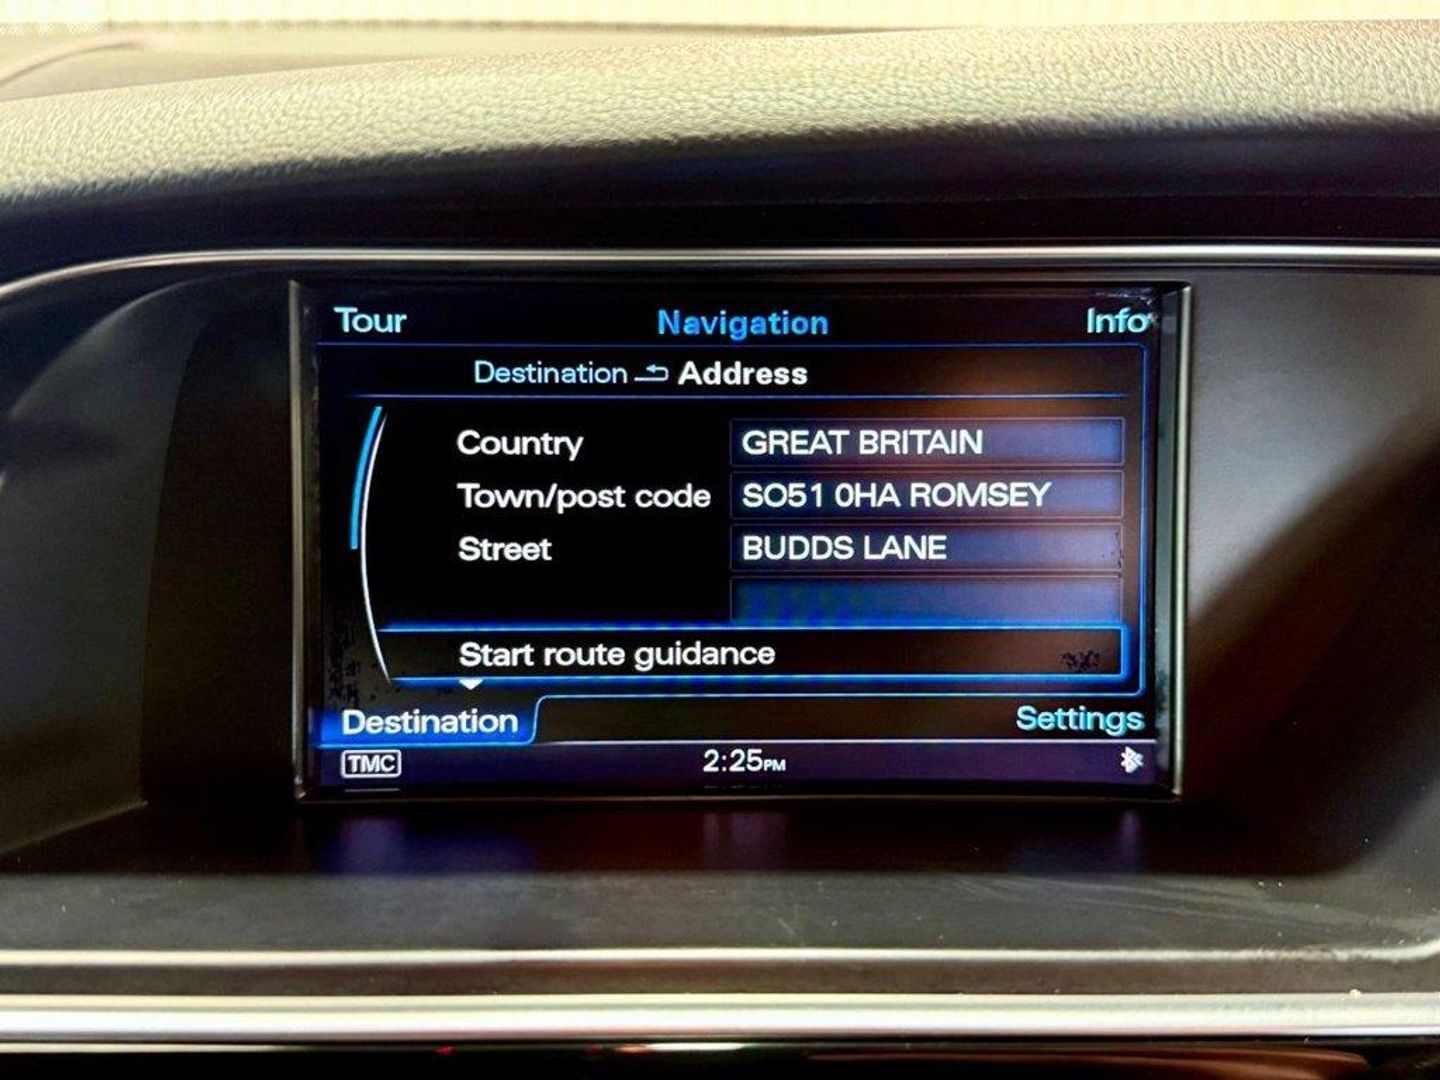 Tour Navigation Info
Destination Address
Country GREAT BRITAIN
Town/post code SO51 0HA ROMSEY
Street BUDDS LANE
Start route guidance
Destination Settings
TMC 2:25PM